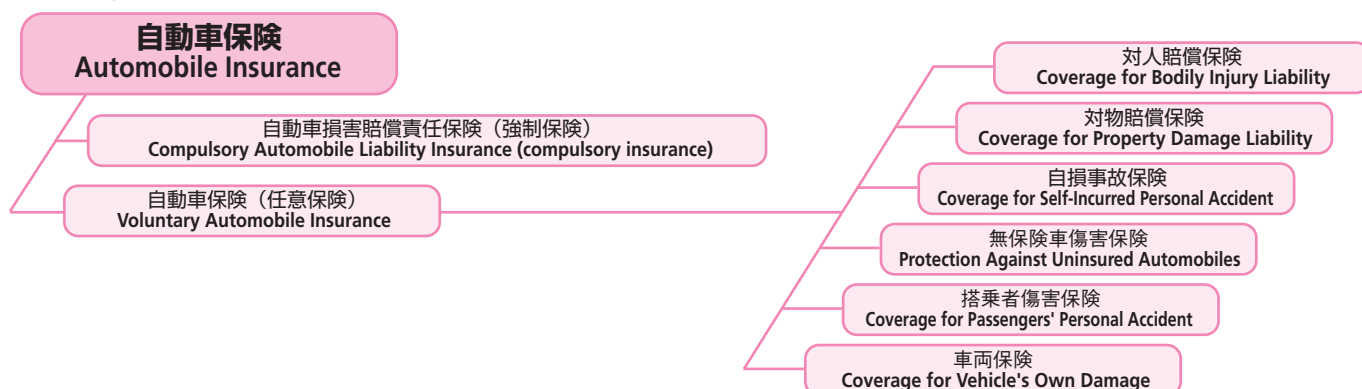 自動車保険
Automobile Insurance
自動車損害賠償責任保険（強制保険）
Compulsory Automobile Liability Insurance (compulsory insurance)
自動車保険（任意保険）
Voluntary Automobile Insurance
対人賠償保険
Coverage for Bodily Injury Liability
対物賠償保険
Coverage for Property Damage Liability
自損事故保険
Coverage for Self-Incurred Personal Accident
無保険車傷害保険
Protection Against Uninsured Automobiles
搭乗者傷害保険
Coverage for Passengers' Personal Accident
車両保険
Coverage for Vehicle's Own Damage